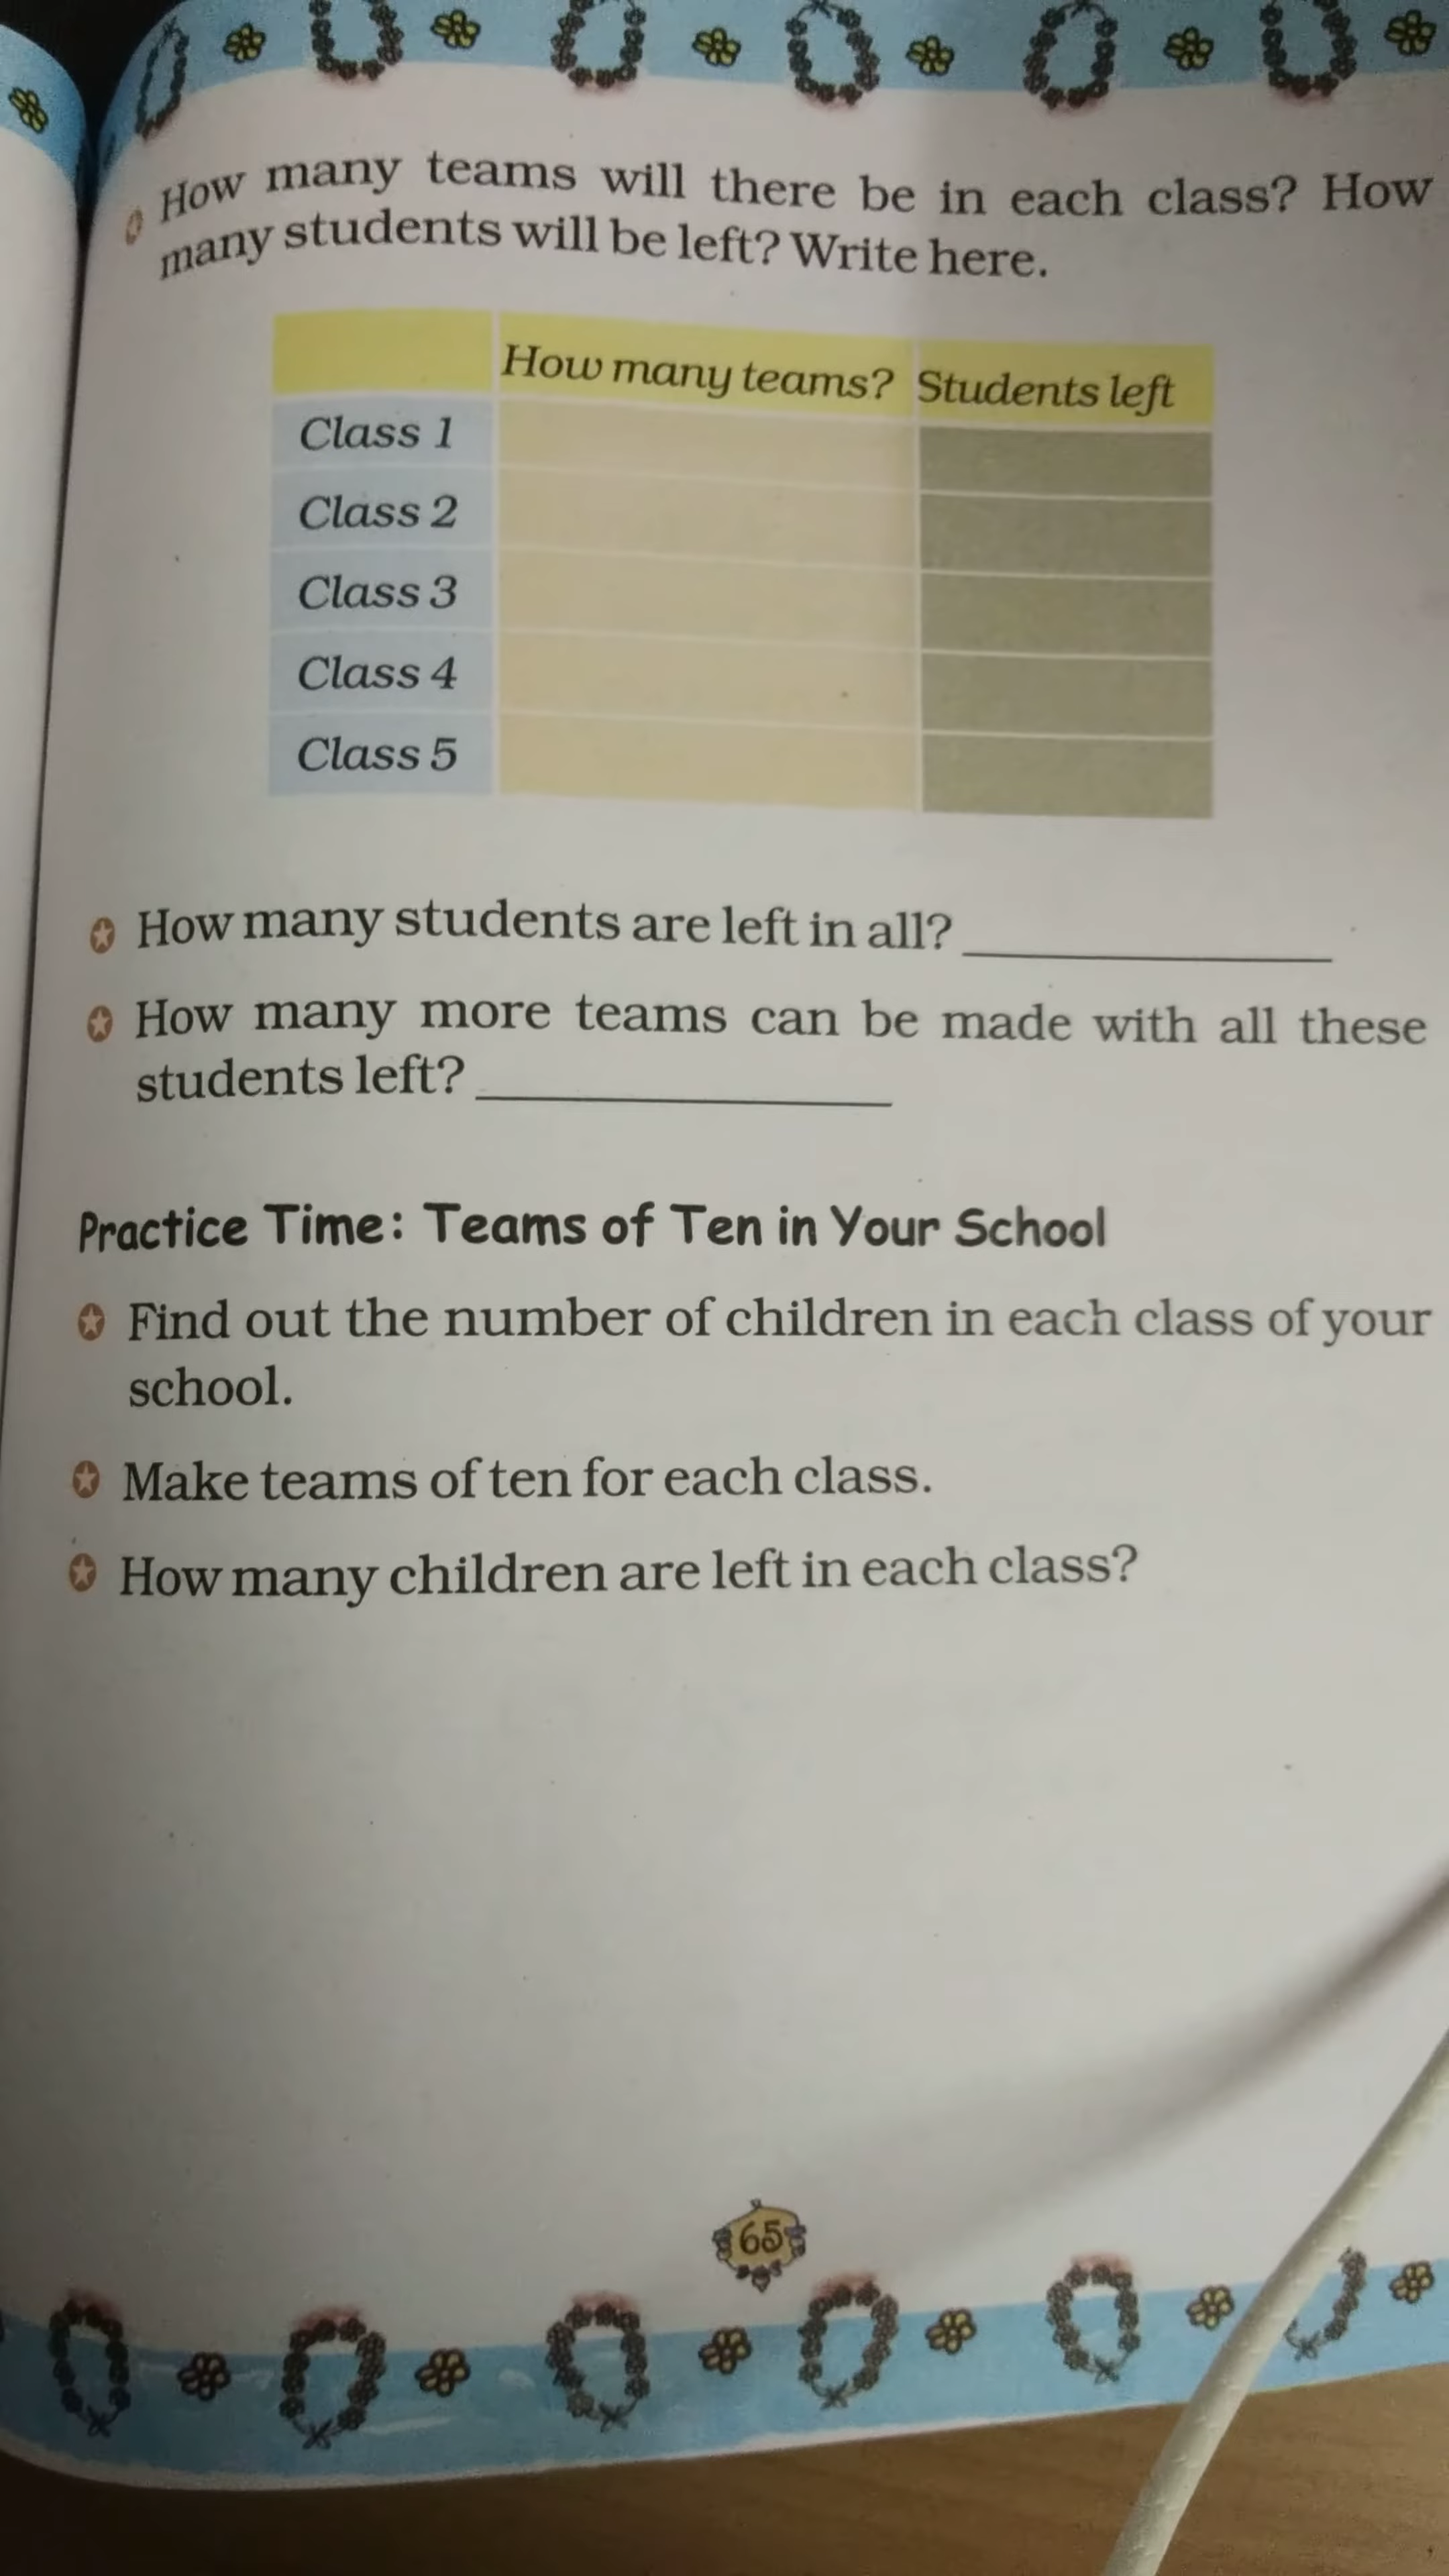 How many teams will there be in each class? How
many students will be left? Write here.
How many teams? Students left
Class 1
Class 2
Class 3
Class 4
Class 5
How many students are left in all? 
How many more teams can be made with all these
students left? 
Practice Time: Teams of Ten in Your School
Find out the number of children in each class of your
school.
Make teams of ten for each class.
How many children are left in each class?
65